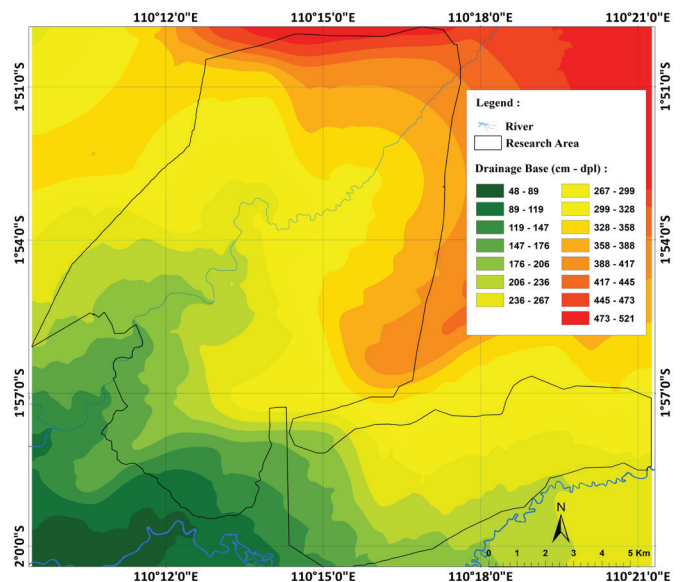 110°12'0"E 110°15'0"E 110°18'0"E 110°21'0"E
1°51'0"S 1°51'0"S
Legend :
River
Research Area
Drainage Base (cm - dpl) :
48 - 89 267 - 299
89 - 119 299 - 328
119 - 147 328 - 358
147 - 176 358 - 388
176 - 206 388 - 417
206 - 236 417 - 445
236 - 267 445 - 473
473 - 521
1°54'0"S 1°54'0"S
1°57'0"S 1°57'0"S
N
0 1 2 3 4 5 Km
2°0'0"S 2°0'0"S
110°12'0"E 110°15'0"E 110°18'0"E 110°21'0"E